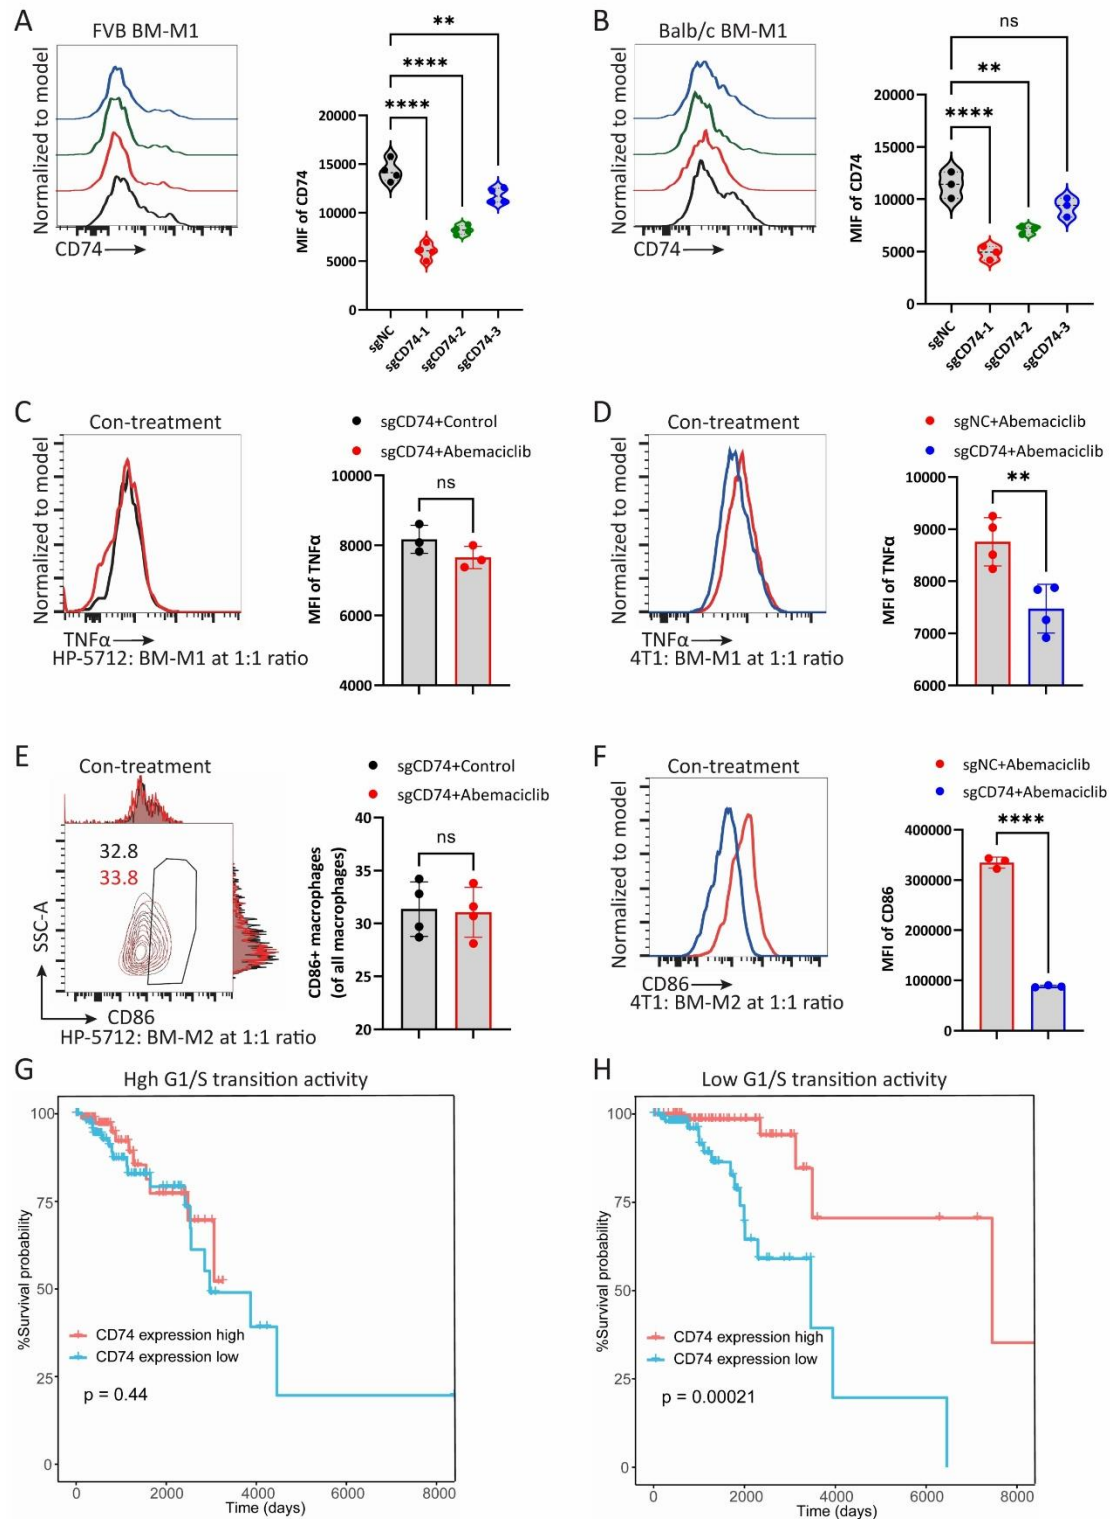 A
FVB BM-M1
Normalized to model
CD74
MIF of CD74
20000
15000
10000
5000
0
**
****
****
sgNC
sgCD74-1
sgCD74-2
sgCD74-3
B
Balb/c BM-M1
Normalized to model
CD74
MIF of CD74
20000
15000
10000
5000
0
ns
**
****
sgNC
sgCD74-1
sgCD74-2
sgCD74-3
C
Con-treatment
Normalized to model
TNFα
HP-5712: BM-M1 at 1:1 ratio
sgCD74+Control
sgCD74+Abemaciclib
MFI of TNFα
10000
8000
6000
4000
ns
D
Con-treatment
Normalized to model
TNFα
4T1: BM-M1 at 1:1 ratio
sgNC+Abemaciclib
sgCD74+Abemaciclib
MFI of TNFα
10000
9000
8000
7000
6000
**
E
Con-treatment
32.8
33.8
SSC-A
CD86
HP-5712: BM-M2 at 1:1 ratio
sgCD74+Control
sgCD74+Abemaciclib
CD86+ macrophages
(of all macrophages)
40
35
30
25
20
ns
F
Con-treatment
Normalized to model
CD86
4T1: BM-M2 at 1:1 ratio
sgNC+Abemaciclib
sgCD74+Abemaciclib
MFI of CD86
400000
300000
200000
100000
0
****
G
Hgh G1/S transition activity
%Survival probability
100
75
50
25
0
CD74 expression high
CD74 expression low
p = 0.44
0 2000 4000 6000 8000
Time (days)
H
Low G1/S transition activity
%Survival probability
100
75
50
25
0
CD74 expression high
CD74 expression low
p = 0.00021
0 2000 4000 6000 8000
Time (days)